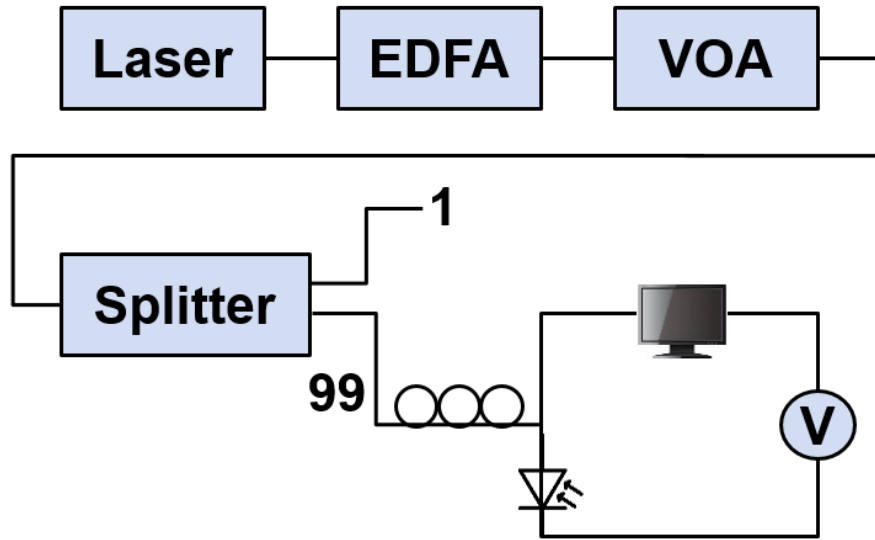 Laser
EDFA
VOA
1
Splitter
99
V